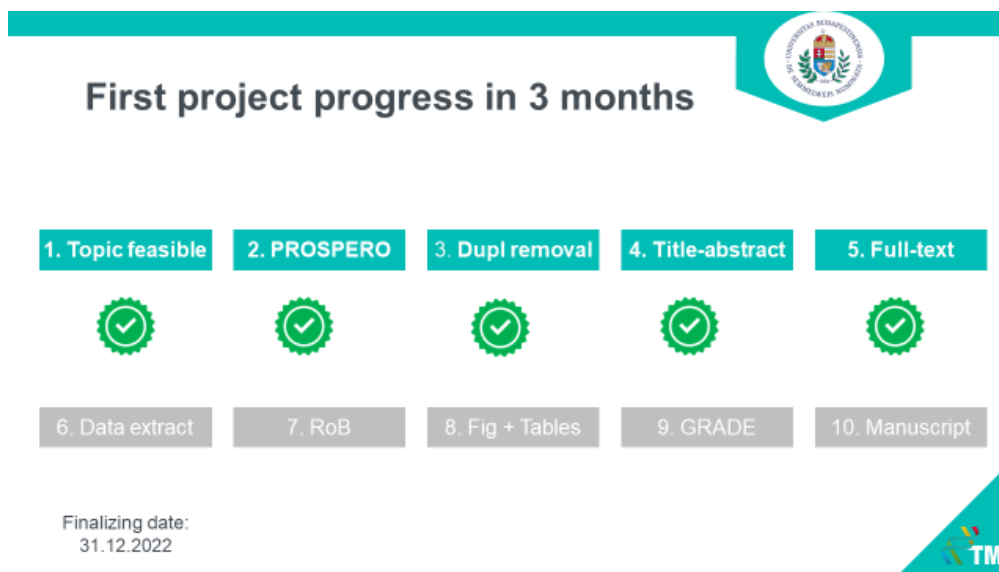 First project progress in 3 months
1. Topic feasible
2. PROSPERO
3. Dupl removal
4. Title-abstract
5. Full-text
6. Data extract
7. RoB
8. Fig + Tables
9. GRADE
10. Manuscript
Finalizing date:
31.12.2022